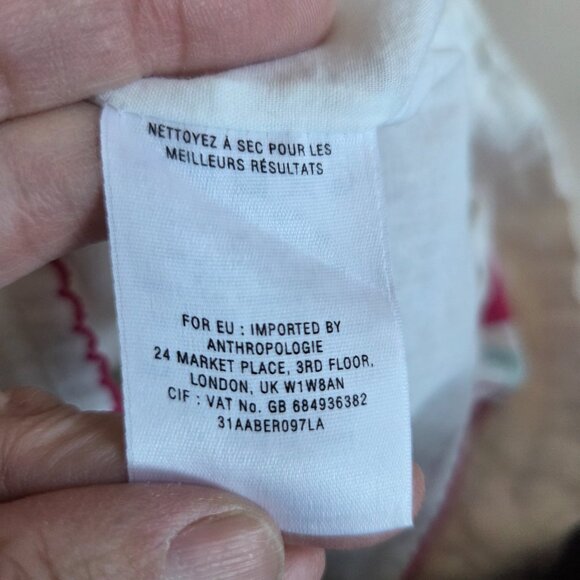 NETTOYEZ À SEC POUR LES
MEILLEURS RÉSULTATS
FOR EU : IMPORTED BY
ANTHROPOLOGIE
24 MARKET PLACE, 3RD FLOOR,
LONDON, UK W1W8AN
CIF : VAT No. GB 684936382
31AABER097LA